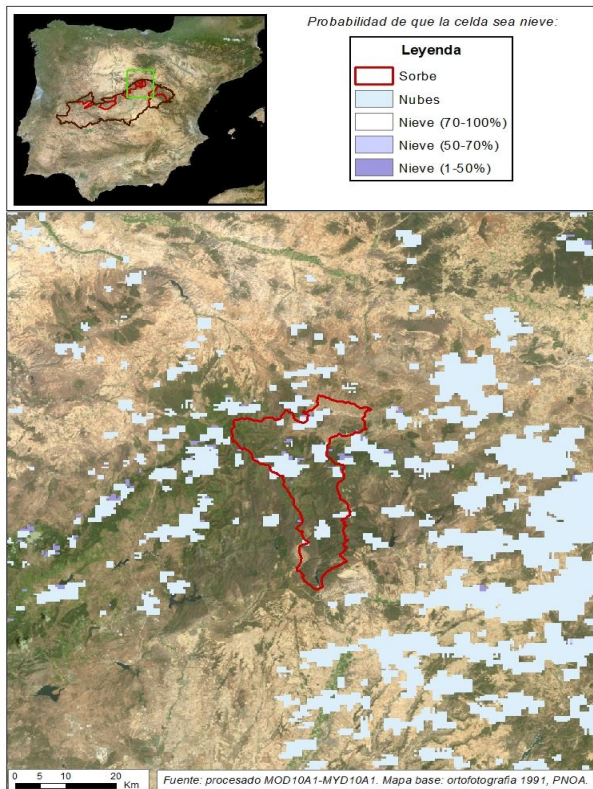 Probabilidad de que la celda sea nieve:
Leyenda
Sorbe
Nubes
Nieve (70-100%)
Nieve (50-70%)
Nieve (1-50%)
0 5 10 20
Km
Fuente: procesado MOD10A1-MYD10A1. Mapa base: ortofotografia 1991, PNOA.